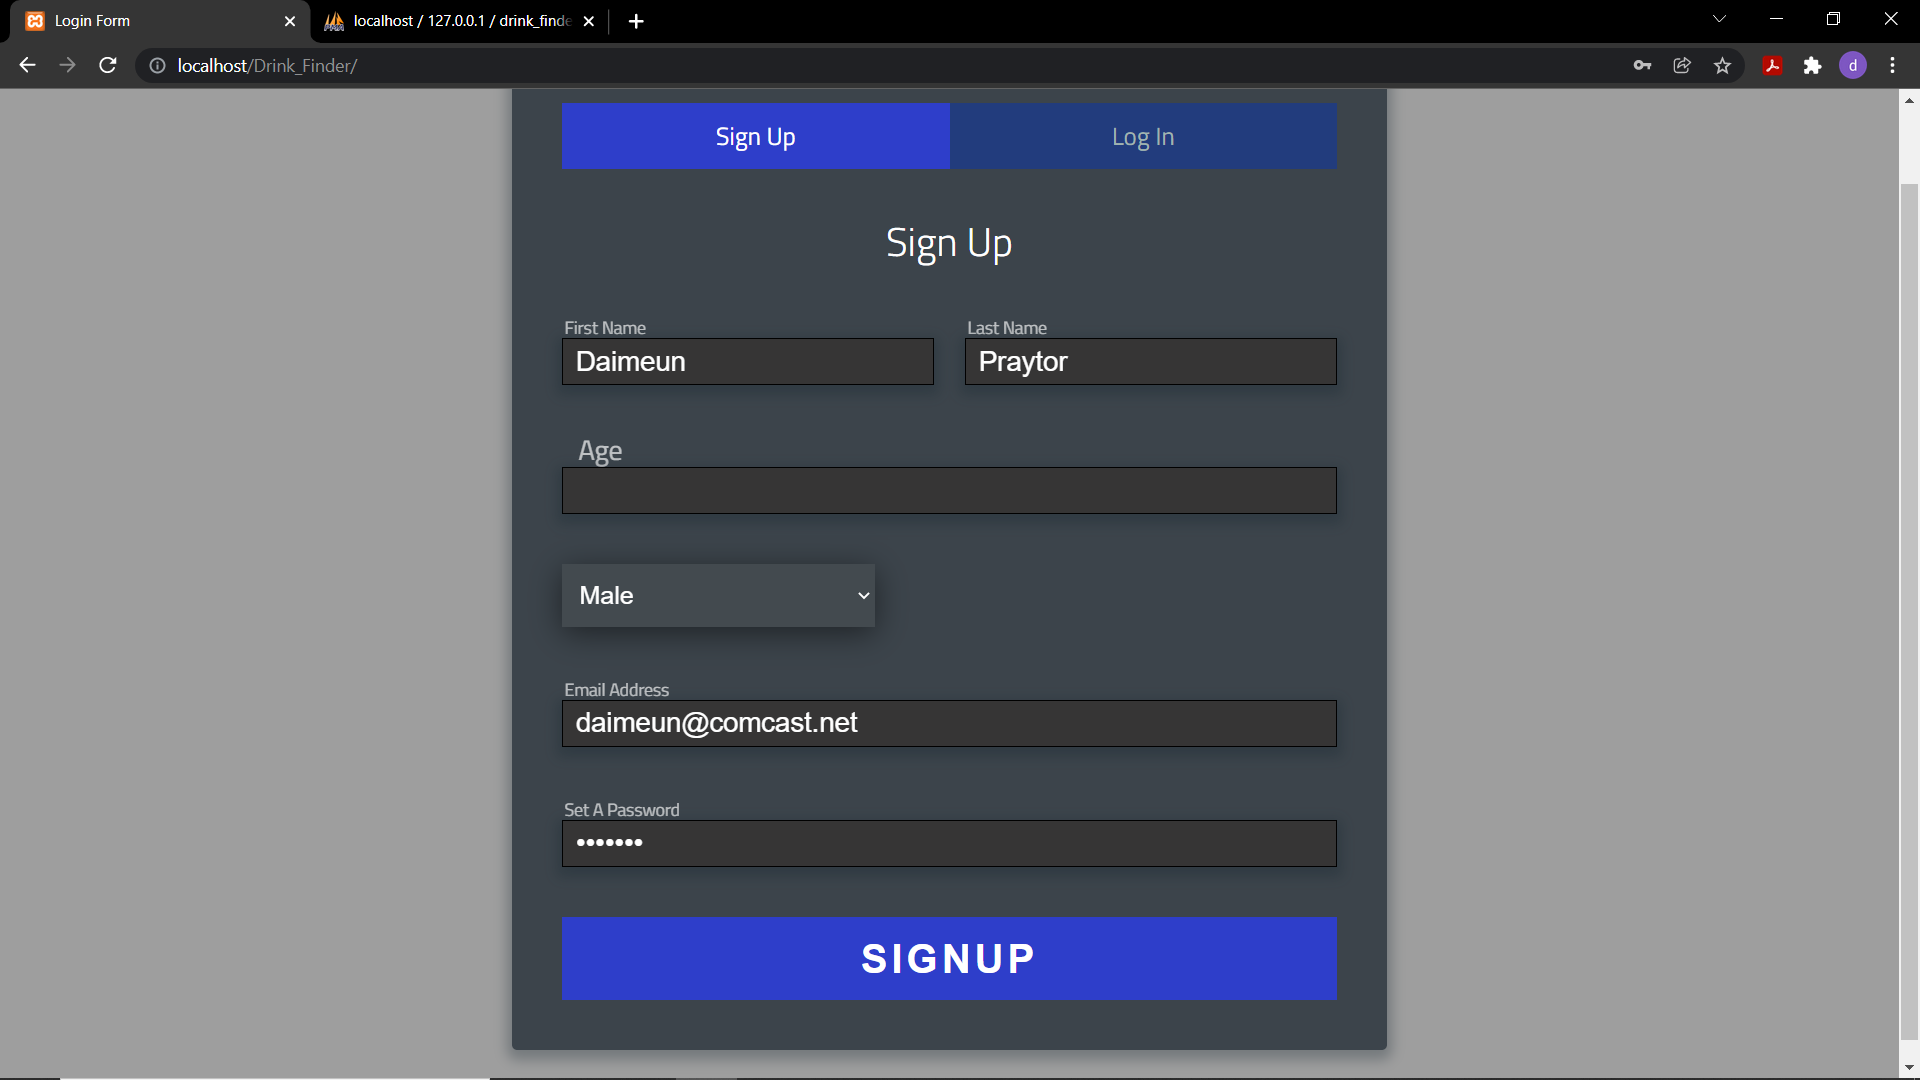 Login Form
localhost / 127.0.0.1 / drink_finde
localhost/Drink_Finder/
d
Sign Up
Log In
Sign Up
First Name
Last Name
Daimeun
Praytor
Age
Male
Email Address
daimeun@comcast.net
Set A Password
•••••••
SIGNUP